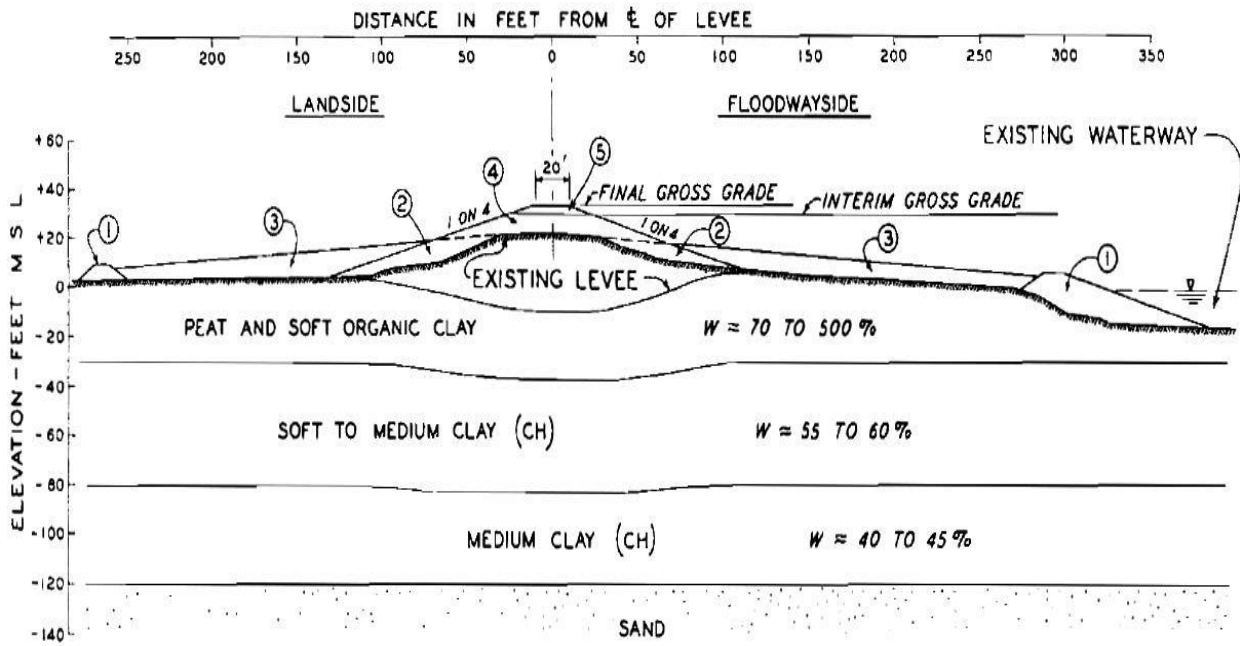 DISTANCE IN FEET FROM ℄ OF LEVEE
250 200 150 100 50 0 50 100 150 200 250 300 350
LANDSIDE FLOODWAYSIDE
EXISTING WATERWAY
ELEVATION-FEET MSL
+60
+40
+20
0
-20
-40
-60
-80
-100
-120
-140
20'
5
4
FINAL GROSS GRADE
INTERIM GROSS GRADE
1 ON 4 1 ON 4
1 3 2 2 3 1
EXISTING LEVEE
PEAT AND SOFT ORGANIC CLAY W ≈ 70 TO 500%
SOFT TO MEDIUM CLAY (CH) W ≈ 55 TO 60%
MEDIUM CLAY (CH) W ≈ 40 TO 45%
SAND